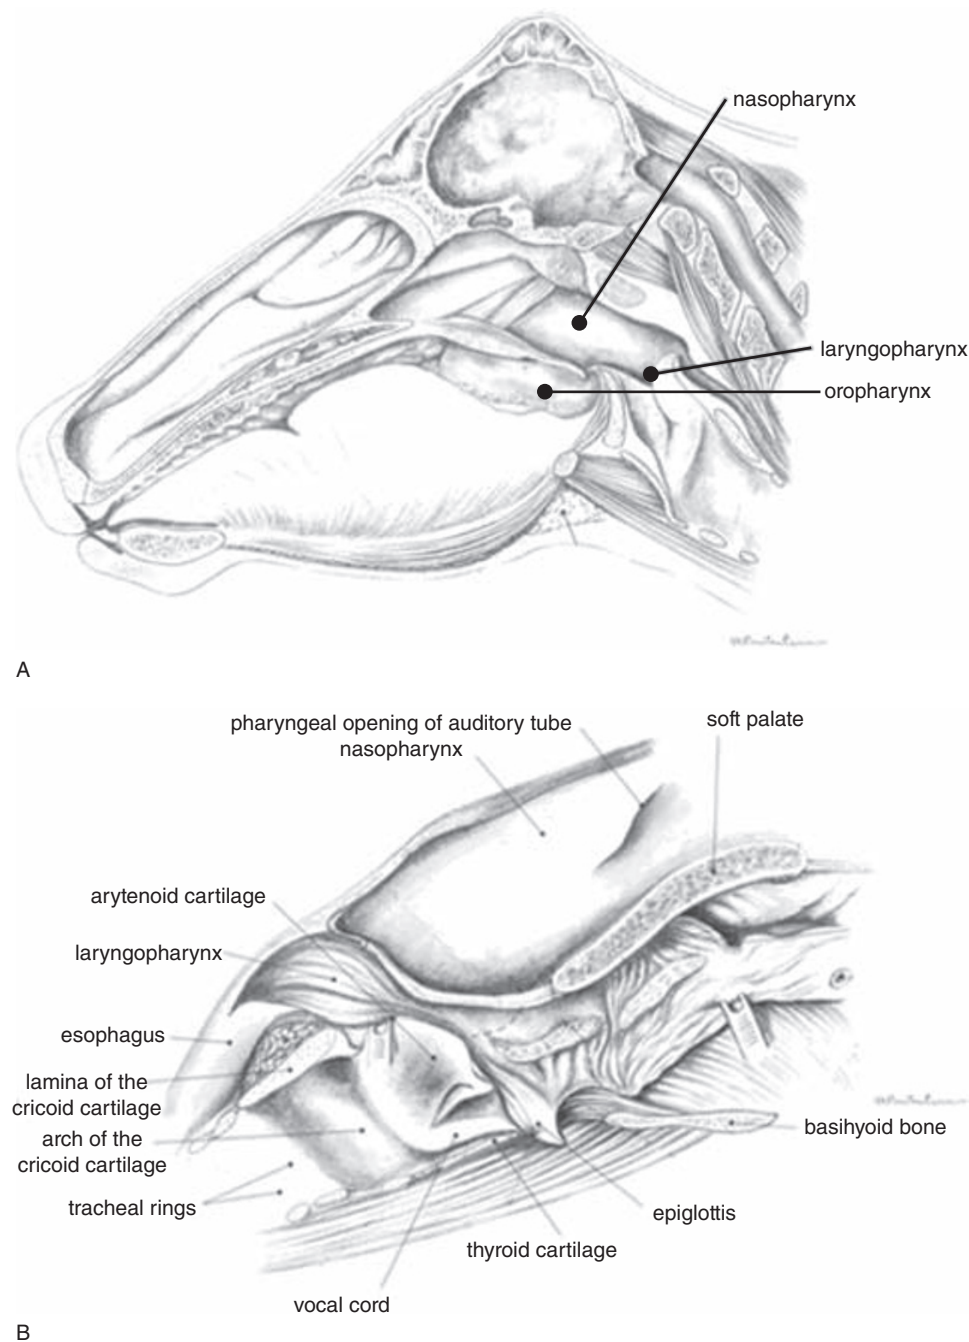 nasopharynx
laryngopharynx
oropharynx
A
pharyngeal opening of auditory tube
nasopharynx
soft palate
arytenoid cartilage
laryngopharynx
esophagus
lamina of the
cricoid cartilage
arch of the
cricoid cartilage
tracheal rings
basihyoid bone
epiglottis
thyroid cartilage
vocal cord
B